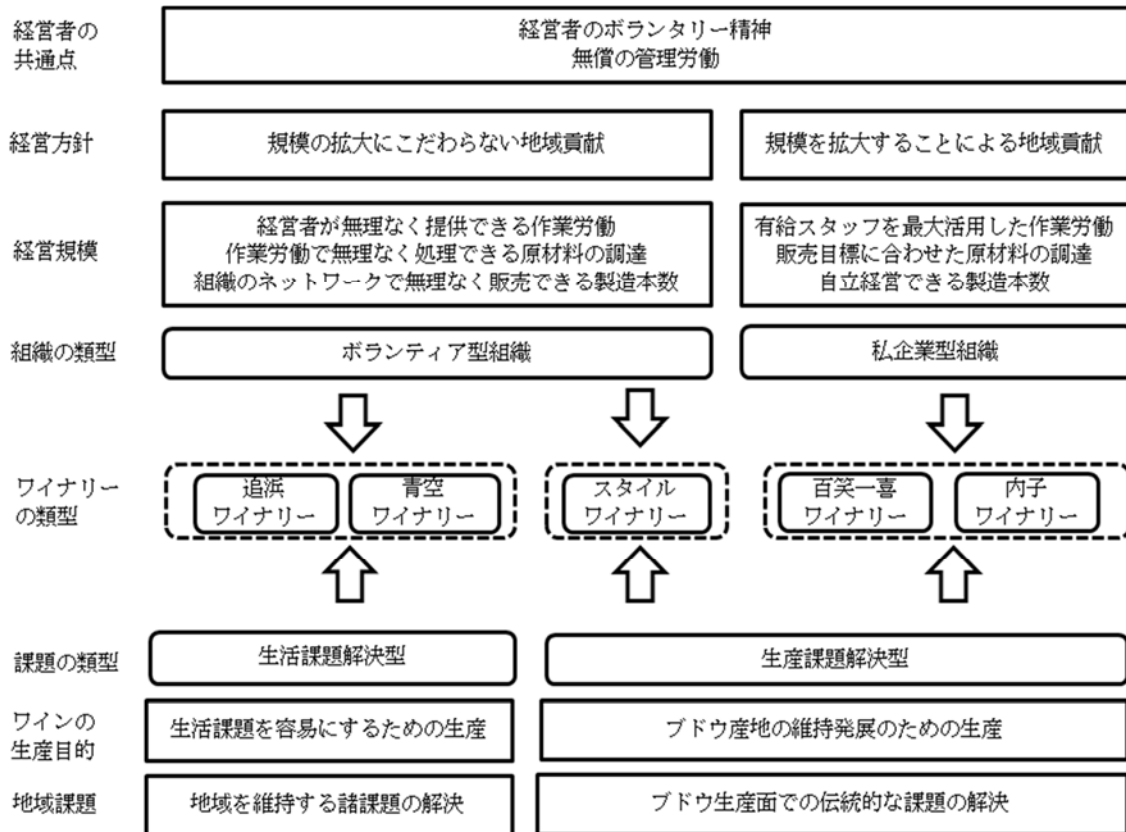 経営者の
共通点
経営者のボランタリー精神
無償の管理労働
経営方針
規模の拡大にこだわらない地域貢献
規模を拡大することによる地域貢献
経営規模
経営者が無理なく提供できる作業労働
作業労働で無理なく処理できる原材料の調達
組織のネットワークで無理なく販売できる製造本数
有給スタッフを最大活用した作業労働
販売目標に合わせた原材料の調達
自立経営できる製造本数
組織の類型
ボランティア型組織
私企業型組織
ワイナリー
の類型
追浜
ワイナリー
青空
ワイナリー
スタイル
ワイナリー
百笑一喜
ワイナリー
内子
ワイナリー
課題の類型
生活課題解決型
生産課題解決型
ワインの
生産目的
生活課題を容易にするための生産
ブドウ産地の維持発展のための生産
地域課題
地域を維持する諸課題の解決
ブドウ生産面での伝統的な課題の解決